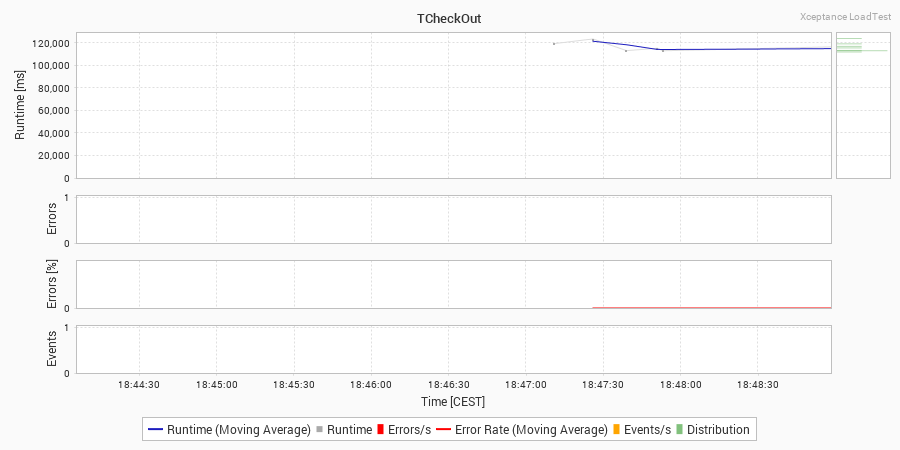 TCheckOut
Xceptance LoadTest
Runtime [ms]
120,000
100,000
80,000
60,000
40,000
20,000
0
Errors
1
0
Errors [%]
0
Events
1
0
18:44:30 18:45:00 18:45:30 18:46:00 18:46:30 18:47:00 18:47:30 18:48:00 18:48:30
Time [CEST]
Runtime (Moving Average) Runtime Errors/s Error Rate (Moving Average) Events/s Distribution